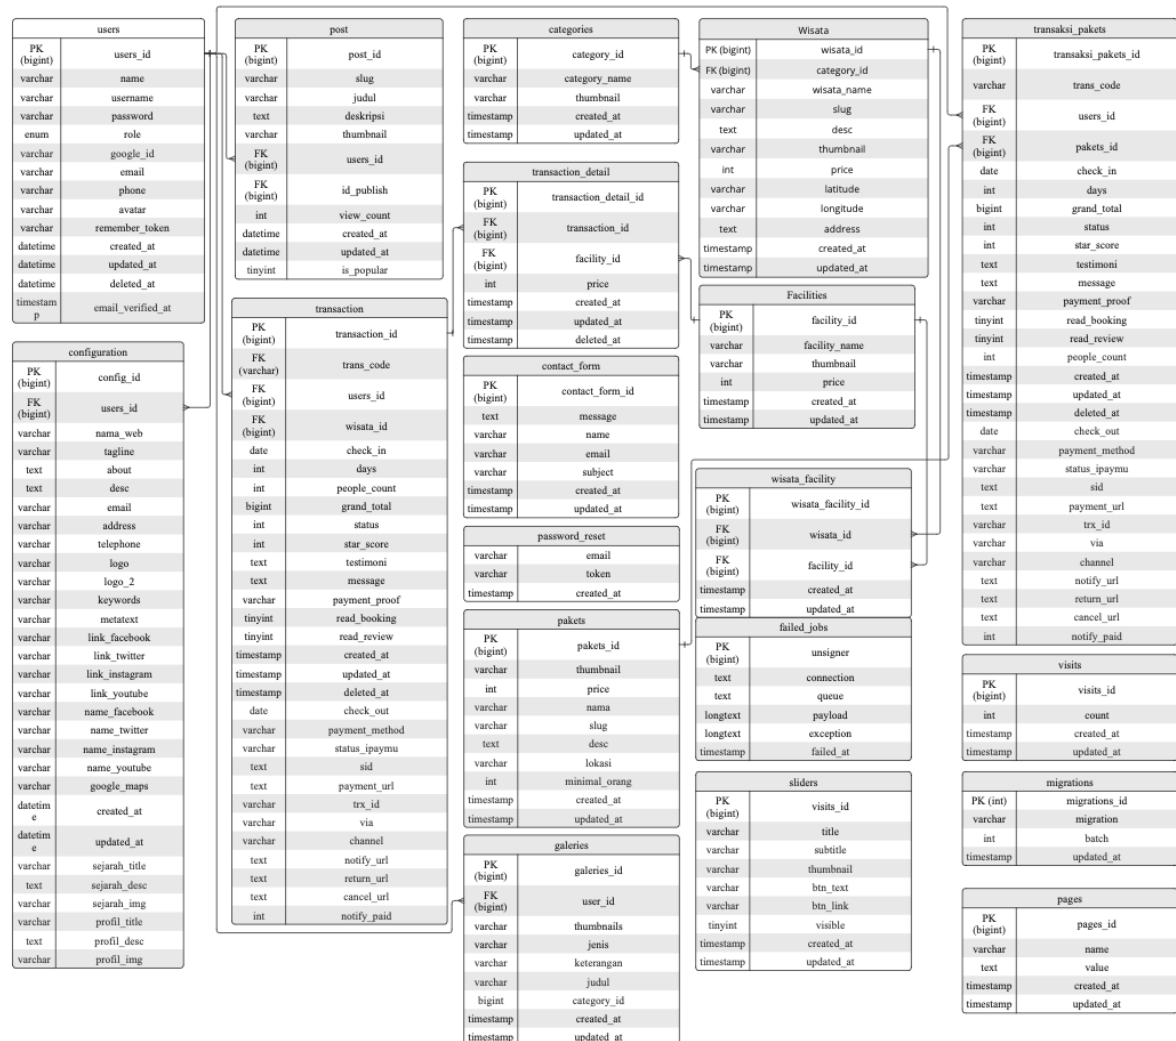 users
PK (bigint) users_id
varchar name
varchar username
varchar password
enum role
varchar google_id
varchar email
varchar phone
varchar avatar
varchar remember_token
datetime created_at
datetime updated_at
datetime deleted_at
timestam
p email_verified_at
configuration
PK (bigint) config_id
FK (bigint) users_id
varchar nama_web
varchar tagline
text about
text desc
varchar email
varchar address
varchar telephone
varchar logo
varchar logo_2
varchar keywords
varchar metatext
varchar link_facebook
varchar link_twitter
varchar link_instagram
varchar link_youtube
varchar name_facebook
varchar name_twitter
varchar name_instagram
varchar name_youtube
varchar google_maps
datetim
e created_at
datetim
e updated_at
varchar sejarah_title
text sejarah_desc
varchar sejarah_img
varchar profil_title
text profil_desc
varchar profil_img
post
PK (bigint) post_id
varchar slug
varchar judul
text deskripsi
varchar thumbnail
FK (bigint) users_id
FK (bigint) id_publish
int view_count
datetime created_at
datetime updated_at
tinyint is_popular
transaction
PK (bigint) transaction_id
FK (varchar) trans_code
FK (bigint) users_id
FK (bigint) wisata_id
date check_in
int days
int people_count
bigint grand_total
int status
int star_score
text testimoni
text message
varchar payment_proof
tinyint read_booking
tinyint read_review
timestamp created_at
timestamp updated_at
timestamp deleted_at
date check_out
varchar payment_method
varchar status_ipaymu
text sid
text payment_url
varchar trx_id
varchar via
varchar channel
text notify_url
text return_url
text cancel_url
int notify_paid
categories
PK (bigint) category_id
varchar category_name
varchar thumbnail
timestamp created_at
timestamp updated_at
transaction_detail
PK (bigint) transaction_detail_id
FK (bigint) transaction_id
FK (bigint) facility_id
int price
timestamp created_at
timestamp updated_at
timestamp deleted_at
contact_form
PK (bigint) contact_form_id
text message
varchar name
varchar email
varchar subject
timestamp created_at
timestamp updated_at
password_reset
varchar email
varchar token
timestamp created_at
pakets
PK (bigint) pakets_id
varchar thumbnail
int price
varchar nama
varchar slug
text desc
varchar lokasi
int minimal_orang
timestamp created_at
timestamp updated_at
galeries
PK (bigint) galeries_id
FK (bigint) user_id
varchar thumbnails
varchar jenis
varchar keterangan
varchar judul
bigint category_id
timestamp created_at
timestamp updated_at
Wisata
PK (bigint) wisata_id
FK (bigint) category_id
varchar wisata_name
varchar slug
text desc
varchar thumbnail
int price
varchar latitude
varchar longitude
text address
timestamp created_at
timestamp updated_at
Facilities
PK (bigint) facility_id
varchar facility_name
varchar thumbnail
int price
timestamp created_at
timestamp updated_at
wisata_facility
PK (bigint) wisata_facility_id
FK (bigint) wisata_id
FK (bigint) facility_id
timestamp created_at
timestamp updated_at
failed_jobs
PK (bigint) unsigner
text connection
text queue
longtext payload
longtext exception
timestamp failed_at
sliders
PK (bigint) visits_id
varchar title
varchar subtitle
varchar thumbnail
varchar btn_text
varchar btn_link
tinyint visible
timestamp created_at
timestamp updated_at
transaksi_pakets
PK (bigint) transaksi_pakets_id
varchar trans_code
FK (bigint) users_id
FK (bigint) pakets_id
date check_in
int days
bigint grand_total
int status
int star_score
text testimoni
text message
varchar payment_proof
tinyint read_booking
tinyint read_review
int people_count
timestamp created_at
timestamp updated_at
timestamp deleted_at
date check_out
varchar payment_method
varchar status_ipaymu
text sid
text payment_url
varchar trx_id
varchar via
varchar channel
text notify_url
text return_url
text cancel_url
int notify_paid
visits
PK (bigint) visits_id
int count
timestamp created_at
timestamp updated_at
migrations
PK (int) migrations_id
varchar migration
int batch
timestamp updated_at
pages
PK (bigint) pages_id
varchar name
text value
timestamp created_at
timestamp updated_at